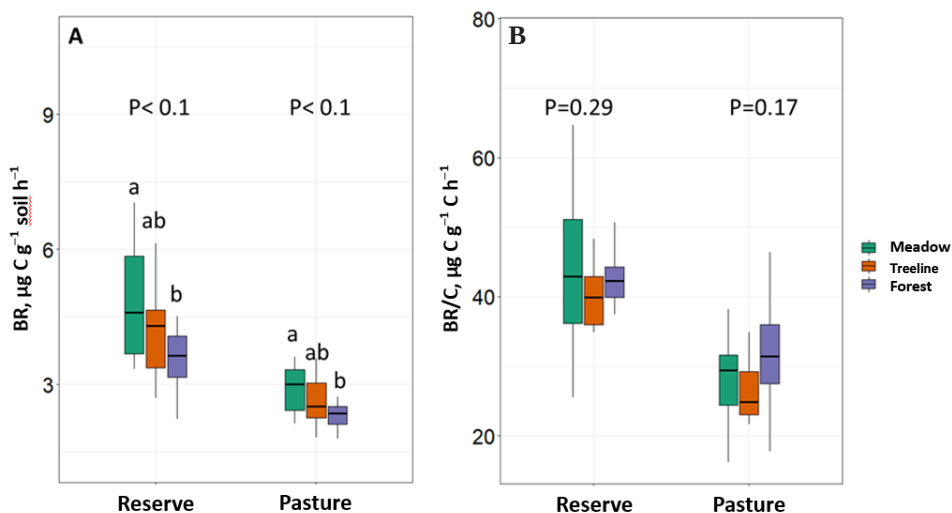 A
P< 0.1
P< 0.1
9
6
3
BR, µg C g⁻¹ soil h⁻¹
a
ab
b
a
ab
b
Reserve
Pasture
B
P=0.29
P=0.17
80
60
40
20
BR/C, µg C g⁻¹ C h⁻¹
Reserve
Pasture
Meadow
Treeline
Forest